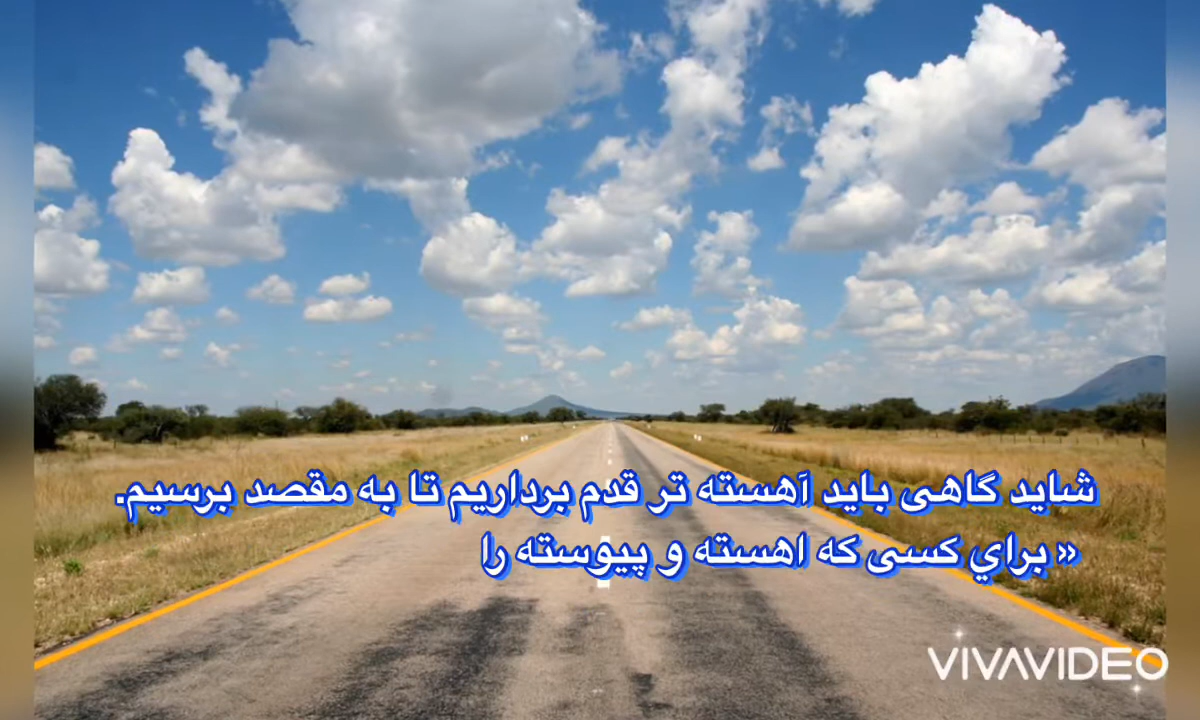 شاید گاهی باید آهسته تر قدم برداریم تا به مقصد برسیم.
« براي کسی که اهسته و پیوسته را
VIVAVIDEO